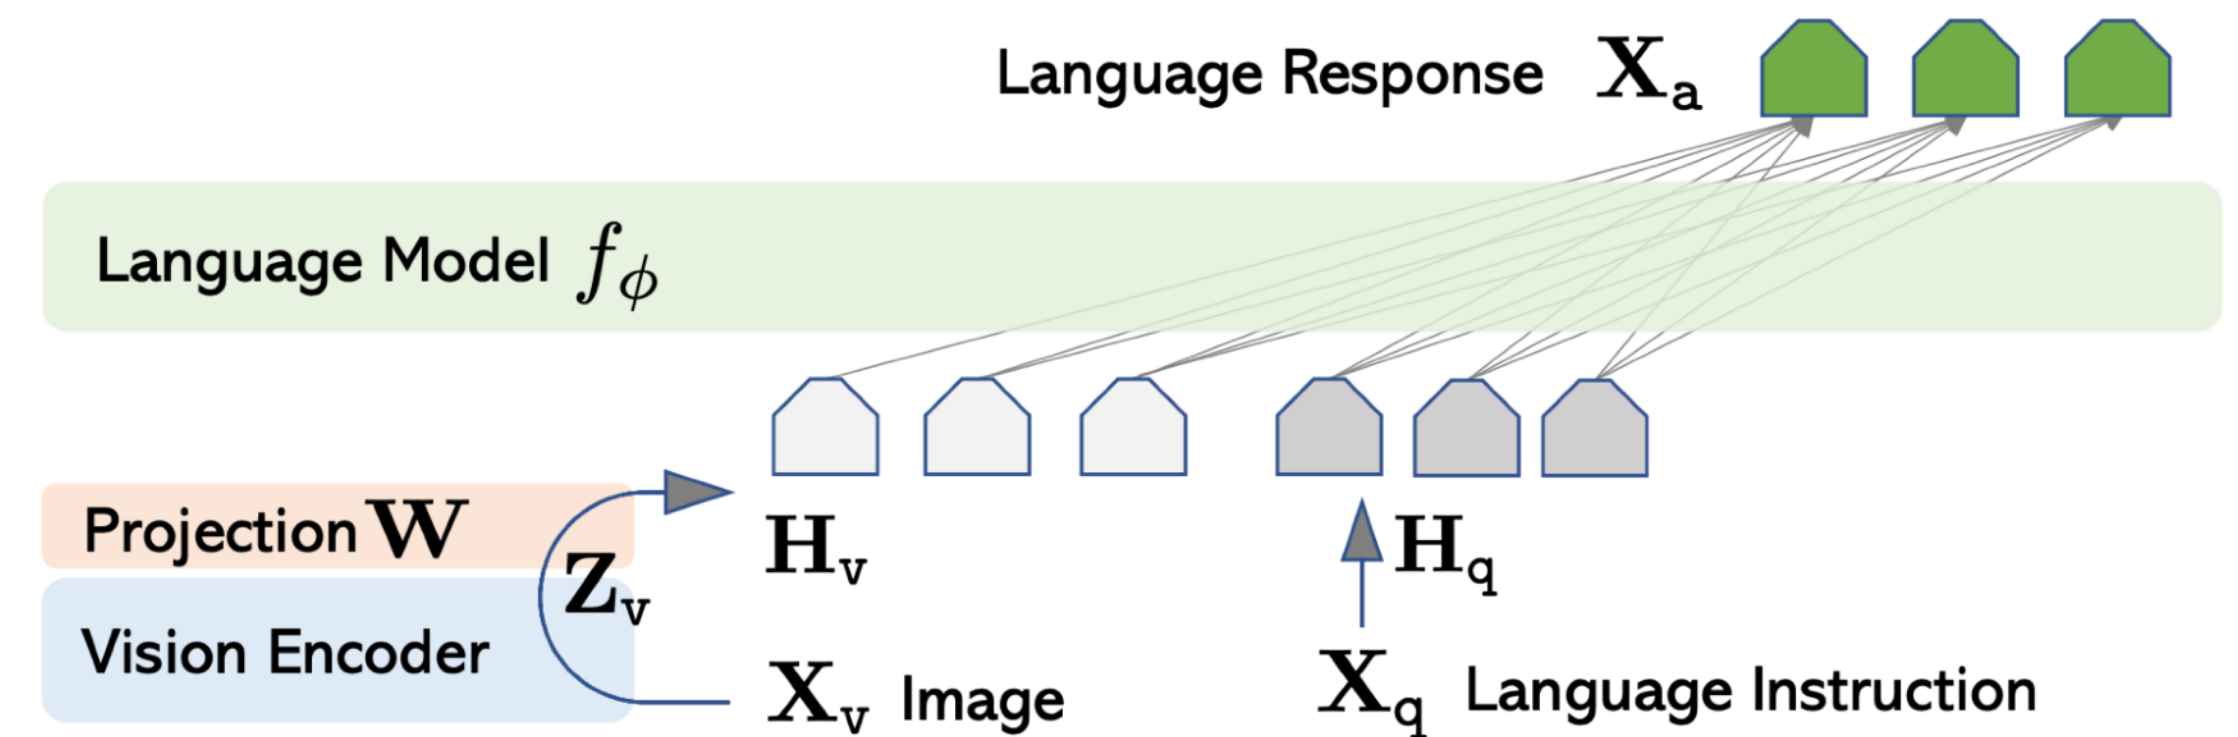 Language Response X_a
Language Model f_ϕ
Projection W
Z_v
H_v
H_q
Vision Encoder
X_v Image
X_q Language Instruction